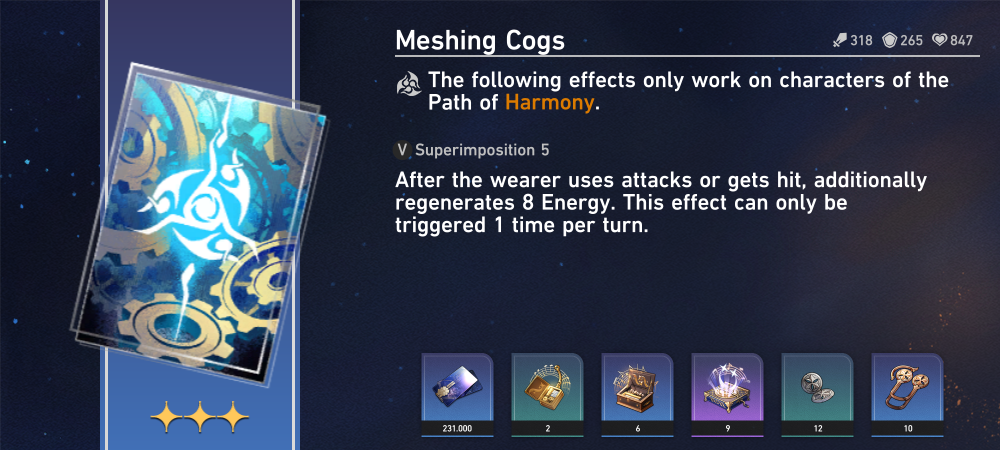 Meshing Cogs
318 265 847
The following effects only work on characters of the
Path of Harmony.
V Superimposition 5
After the wearer uses attacks or gets hit, additionally
regenerates 8 Energy. This effect can only be
triggered 1 time per turn.
231.000 2 6 9 12 10